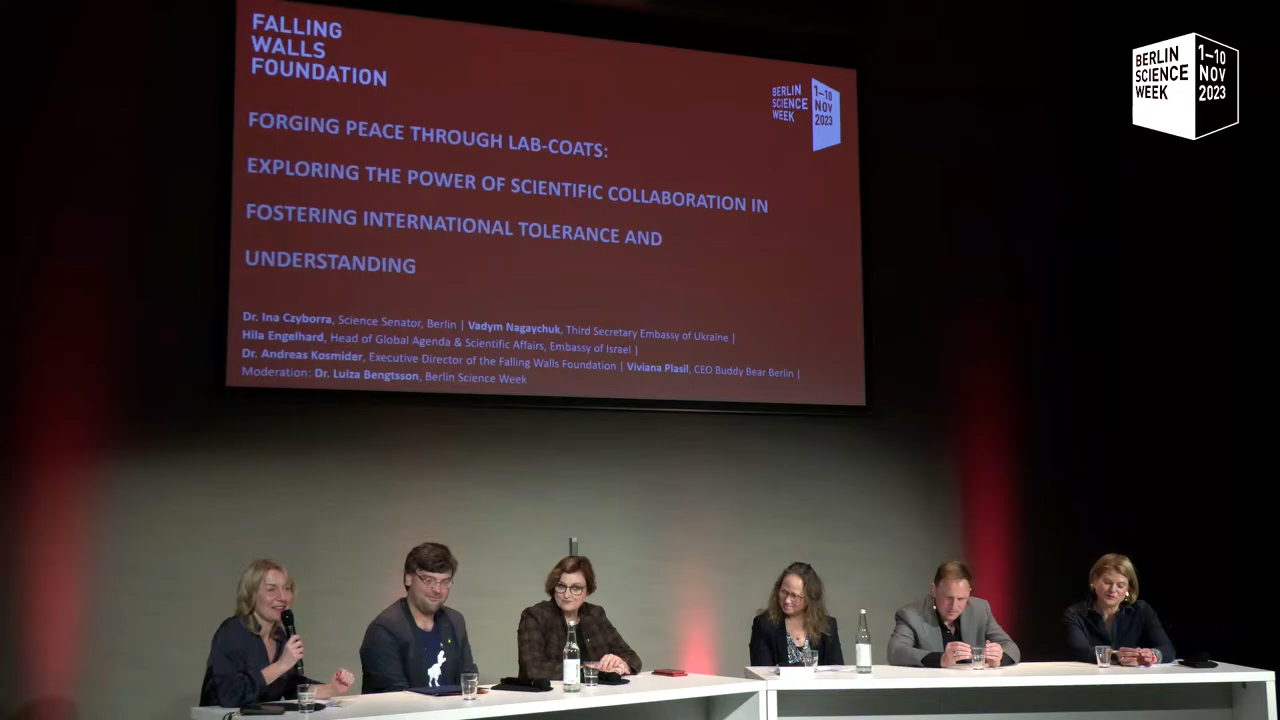 FALLING
WALLS
FOUNDATION
BERLIN
SCIENCE
WEEK
1–10
NOV
2023
FORGING PEACE THROUGH LAB-COATS:
EXPLORING THE POWER OF SCIENTIFIC COLLABORATION IN
FOSTERING INTERNATIONAL TOLERANCE AND
UNDERSTANDING
Dr. Ina Czyborra, Science Senator, Berlin | Vadym Nagaychuk, Third Secretary Embassy of Ukraine |
Hila Engelhard, Head of Global Agenda & Scientific Affairs, Embassy of Israel |
Dr. Andreas Kosmider, Executive Director of the Falling Walls Foundation | Viviana Plasil, CEO Buddy Bear Berlin |
Moderation: Dr. Luiza Bengtsson, Berlin Science Week
BERLIN
SCIENCE
WEEK
1–10
NOV
2023